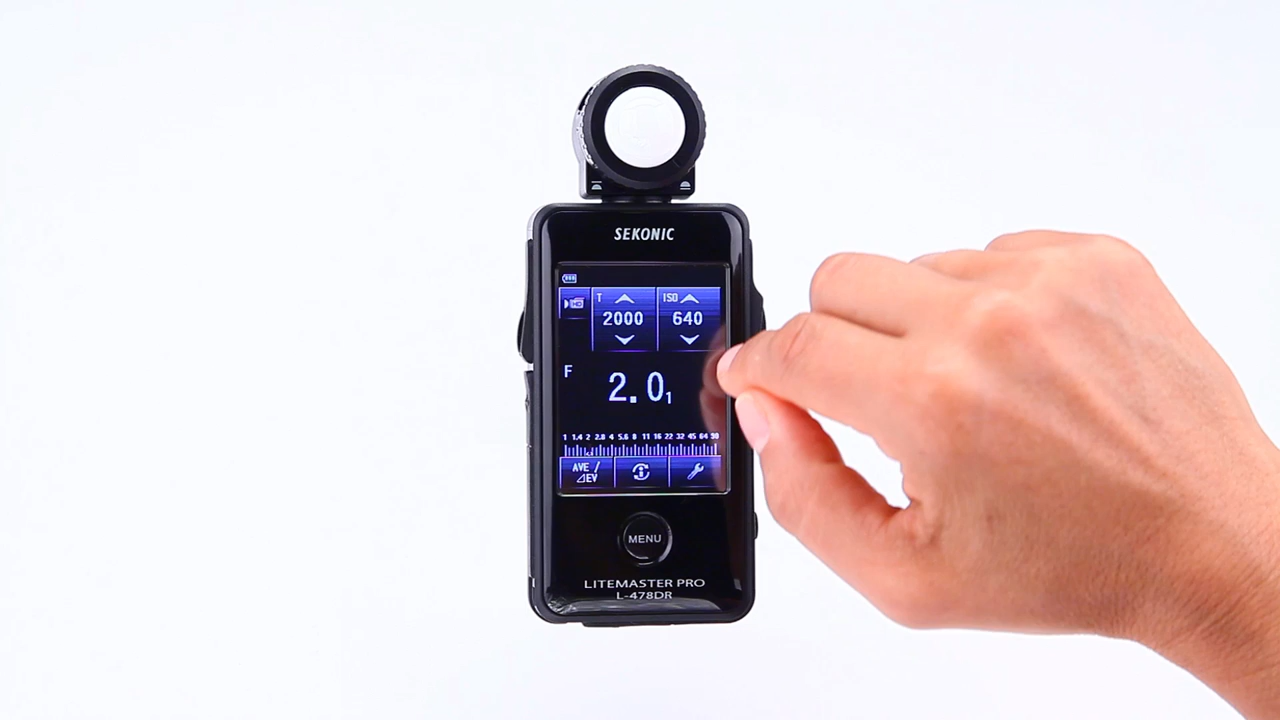 SEKONIC
HD
T ISO
2000 640
F 2.0 1
1 1.4 2 2.8 4 5.6 8 11 16 22 32 45 64 90
AVE /
⊿EV
MENU
LITEMASTER PRO
L-478DR